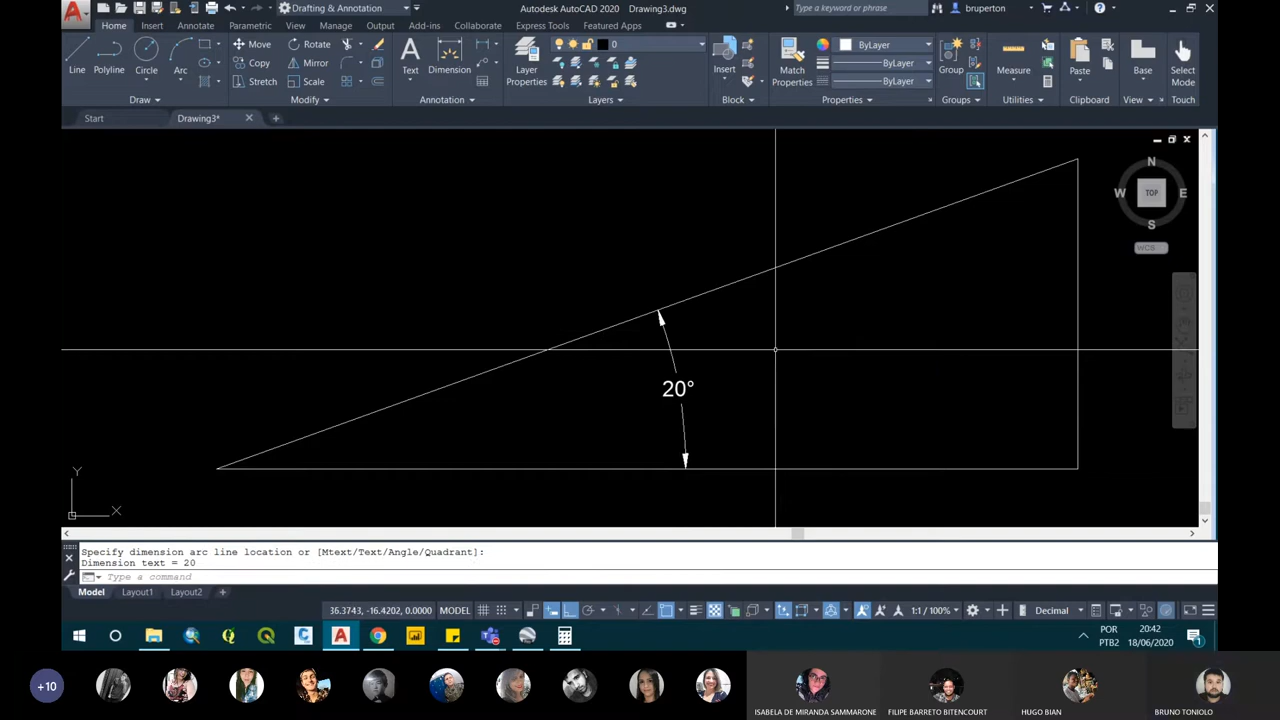 Drafting & Annotation
Autodesk AutoCAD 2020 Drawing3.dwg
Type a keyword or phrase
bruperton
Home Insert Annotate Parametric View Manage Output Add-ins Collaborate Express Tools Featured Apps
Move Rotate
Copy Mirror
Stretch Scale
Line Polyline Circle Arc
Text Dimension
Layer Properties
0
Insert
Match Properties
ByLayer
ByLayer
ByLayer
Group
Measure
Paste
Base
Select Mode
Draw Modify Annotation Layers Block Properties Groups Utilities Clipboard View Touch
Start Drawing3*
N
W TOP E
S
WCS
20°
Y
X
Specify dimension arc line location or [Mtext/Text/Angle/Quadrant]:
Dimension text = 20
Type a command
Model Layout1 Layout2
36.3743, -16.4202, 0.0000 MODEL 1:1 / 100% Decimal
POR 20:42
PTB2 18/06/2020
1
+10
ISABELA DE MIRANDA SAMMARONE FILIPE BARRETO BITENCOURT HUGO BIAN BRUNO TONIOLO